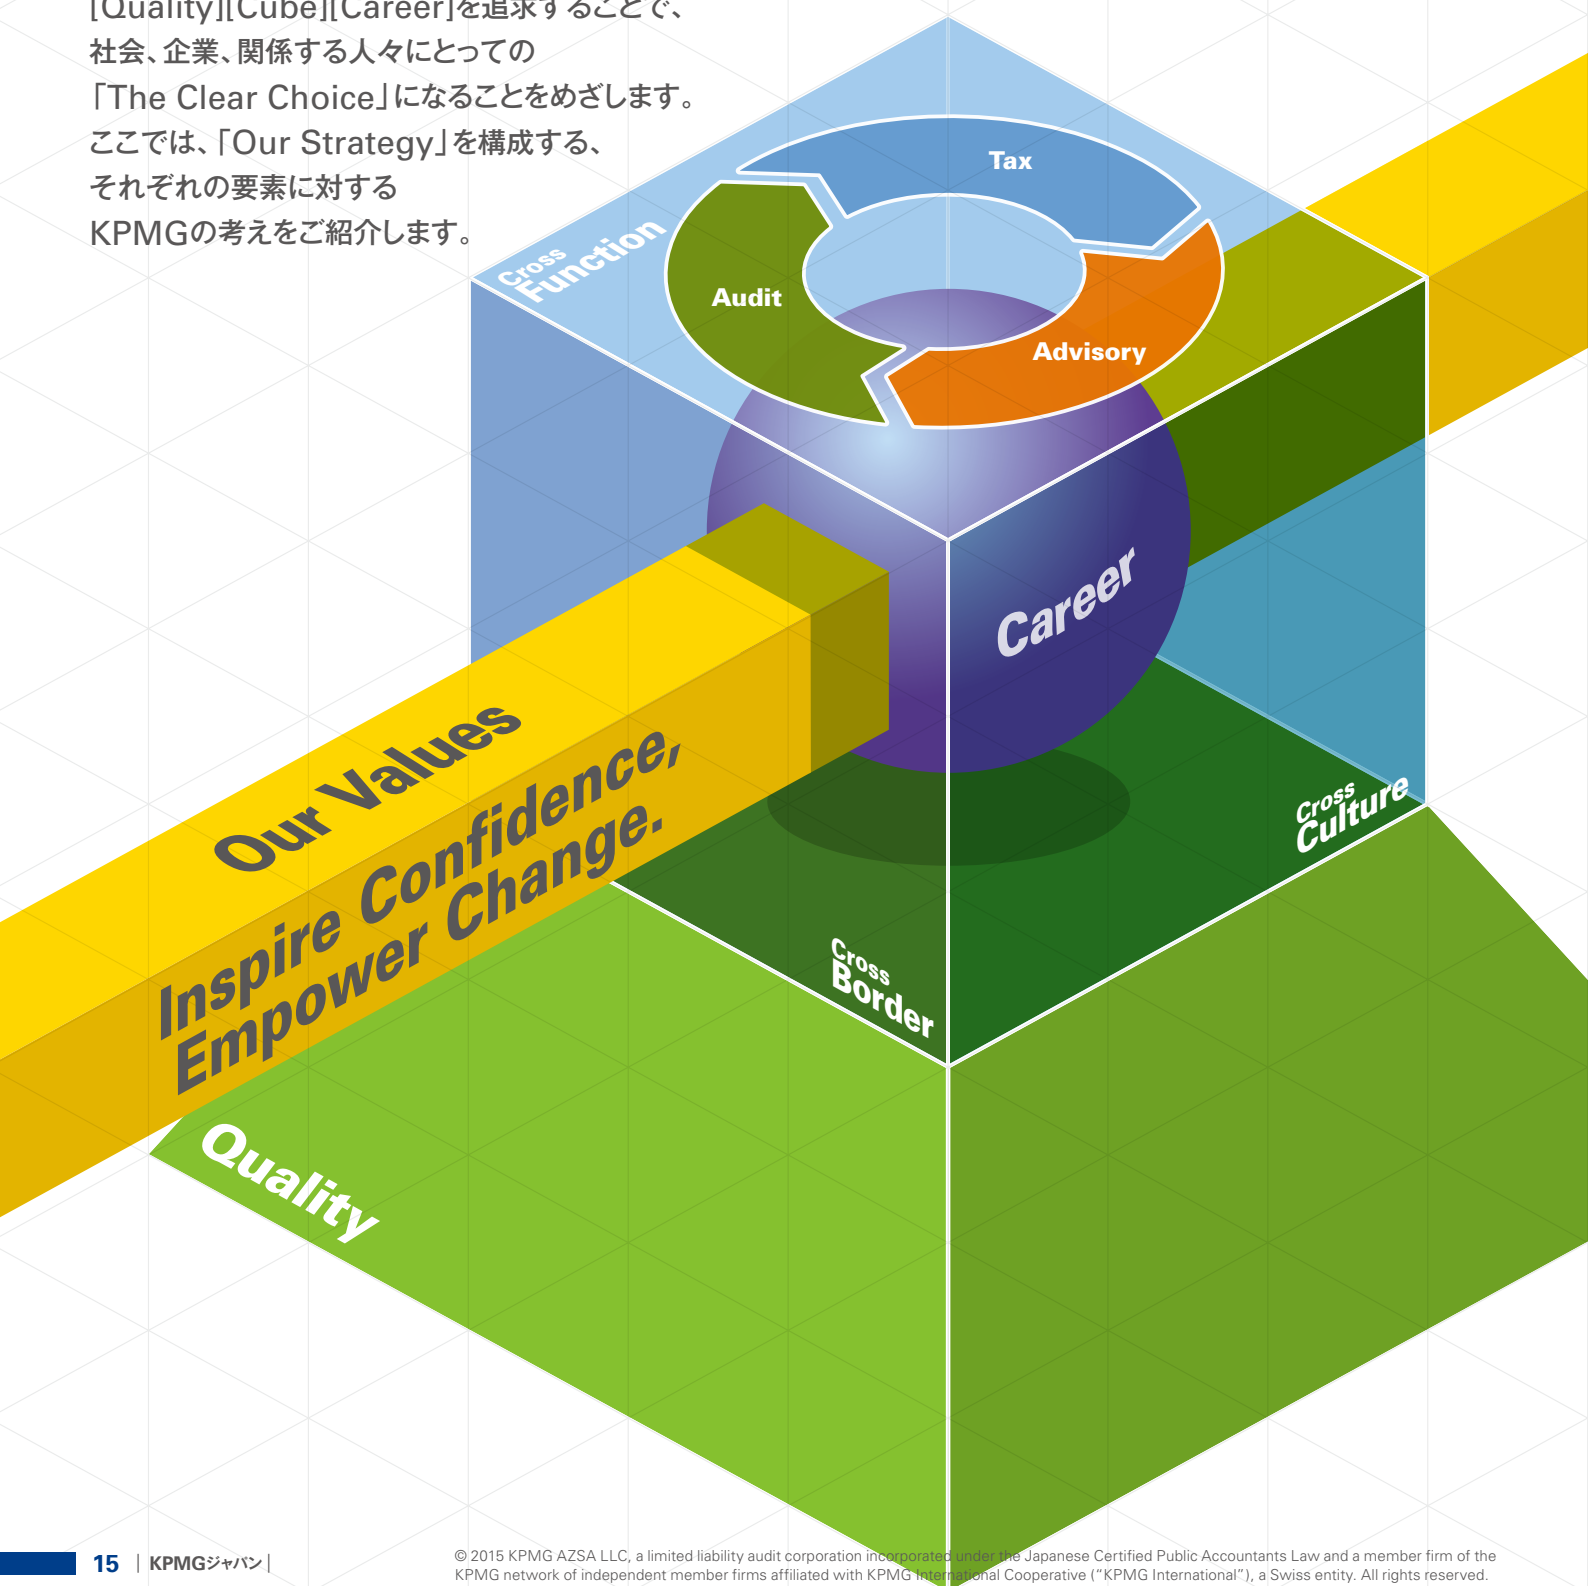 [Quality][Cube][Career]を追求することで、
社会、企業、関係する人々にとっての
「The Clear Choice」になることをめざします。
ここでは、「Our Strategy」を構成する、
それぞれの要素に対する
KPMGの考えをご紹介します。
Cross
Function
Tax
Audit
Advisory
Career
Our Values
Inspire Confidence,
Empower Change.
Cross
Culture
Cross
Border
Quality
15 | KPMGジャパン |
© 2015 KPMG AZSA LLC, a limited liability audit corporation incorporated under the Japanese Certified Public Accountants Law and a member firm of the
KPMG network of independent member firms affiliated with KPMG International Cooperative (“KPMG International”), a Swiss entity. All rights reserved.